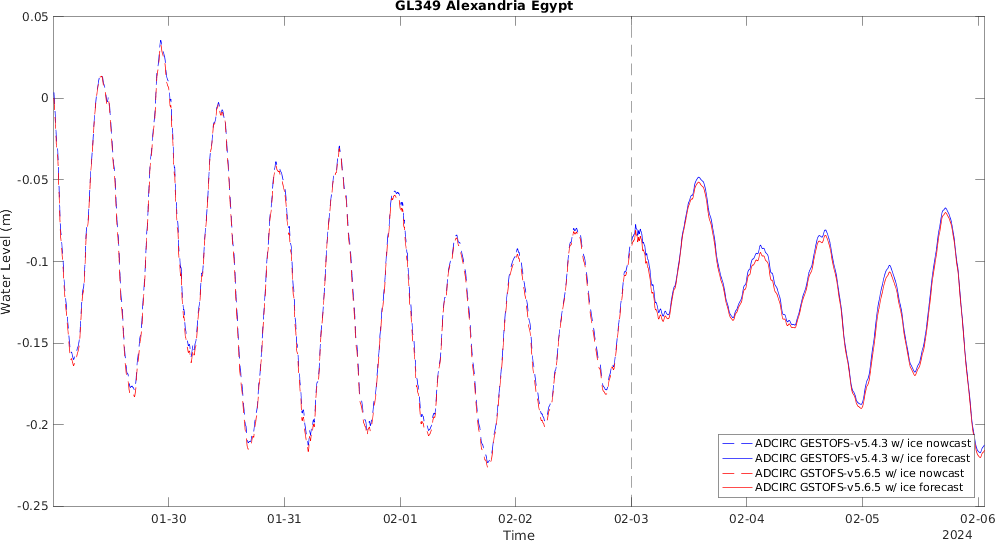 GL349 Alexandria Egypt
0.05
0
-0.05
-0.1
-0.15
-0.2
-0.25
Water Level (m)
01-30
01-31
02-01
02-02
02-03
02-04
02-05
02-06
Time
2024
ADCIRC GESTOFS-v5.4.3 w/ ice nowcast
ADCIRC GESTOFS-v5.4.3 w/ ice forecast
ADCIRC GSTOFS-v5.6.5 w/ ice nowcast
ADCIRC GSTOFS-v5.6.5 w/ ice forecast